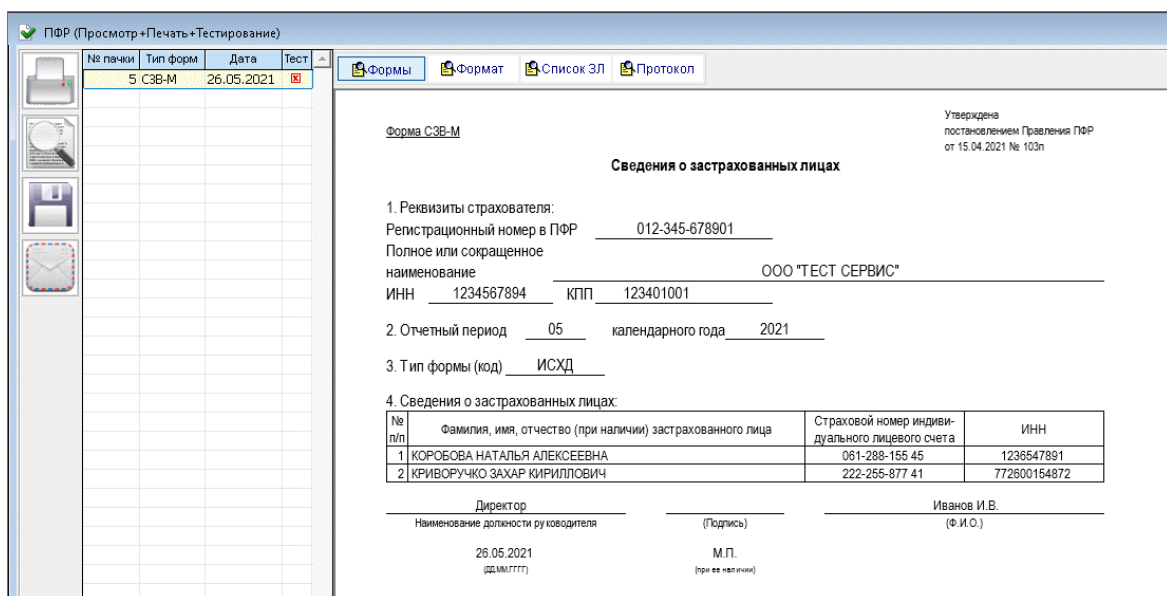 ПФР (Просмотр+Печать+Тестирование)
№ пачки Тип форм Дата Тест
5 СЗВ-М 26.05.2021
Формы Формат Список ЗЛ Протокол
Утверждена
постановлением Правления ПФР
от 15.04.2021 № 103п
Форма СЗВ-М
Сведения о застрахованных лицах
1. Реквизиты страхователя:
Регистрационный номер в ПФР 012-345-678901
Полное или сокращенное
наименование ООО "ТЕСТ СЕРВИС"
ИНН 1234567894 КПП 123401001
2. Отчетный период 05 календарного года 2021
3. Тип формы (код) ИСХД
4. Сведения о застрахованных лицах:
№ п/п Фамилия, имя, отчество (при наличии) застрахованного лица Страховой номер индиви-
дуального лицевого счета ИНН
1 КОРОБОВА НАТАЛЬЯ АЛЕКСЕЕВНА 061-288-155 45 1236547891
2 КРИВОРУЧКО ЗАХАР КИРИЛЛОВИЧ 222-255-877 41 772600154872
Директор Иванов И.В.
Наименование должности руководителя (Подпись) (Ф.И.О.)
26.05.2021 М.П.
(ДД.ММ.ГГГГ) (при ее наличии)